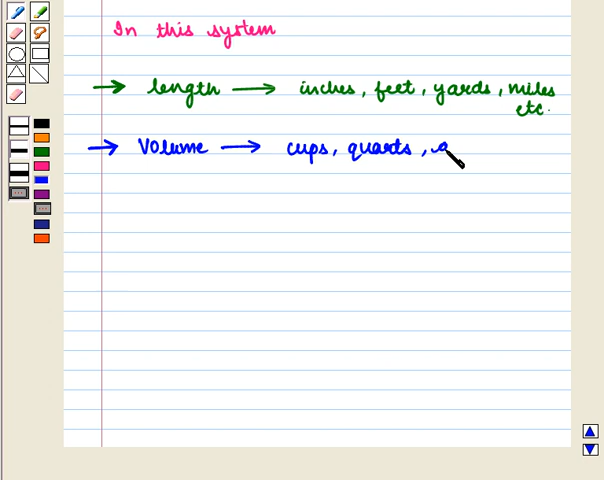 In this system
→ length → inches, feet, yards, miles
etc.
→ Volume → cups, quarts,